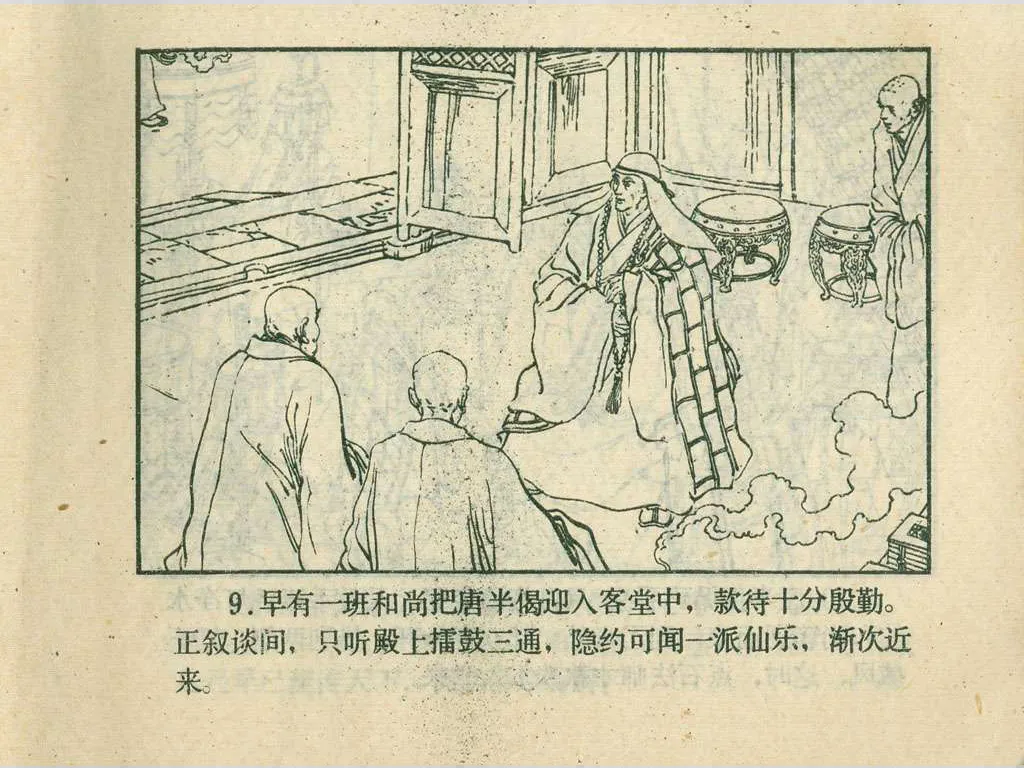 9.早有一班和尚把唐半偈迎入客堂中，款待十分殷勤。
正叙谈间，只听殿上擂鼓三通，隐约可闻一派仙乐，渐次近
来。